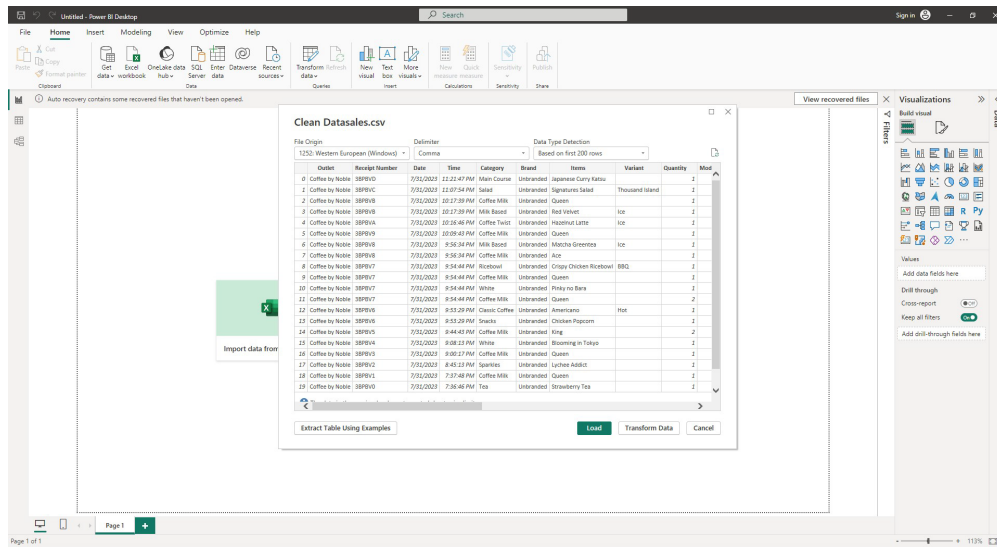 Untitled - Power BI Desktop
Search
Sign in
File Home Insert Modeling View Optimize Help
Paste
Cut
Copy
Format painter
Clipboard
Get data
Excel workbook
OneLake data hub
SQL Server
Enter data
Dataverse
Recent sources
Data
Transform data
Refresh
Queries
New visual
Text box
More visuals
Insert
New measure
Quick measure
Calculations
Sensitivity
Sensitivity
Publish
Share
Auto recovery contains some recovered files that haven't been opened.
View recovered files
Clean Datasales.csv
File Origin Delimiter Data Type Detection
1252: Western European (Windows) Comma Based on first 200 rows
Outlet Receipt Number Date Time Category Brand Items Variant Quantity Mod
0 Coffee by Noble 3BPBVD 7/31/2023 11:21:47 PM Main Course Unbranded Japanese Curry Katsu 1
1 Coffee by Noble 3BPBVC 7/31/2023 11:07:54 PM Salad Unbranded Signatures Salad Thousand Island 1
2 Coffee by Noble 3BPBVB 7/31/2023 10:17:39 PM Coffee Milk Unbranded Queen 1
3 Coffee by Noble 3BPBVB 7/31/2023 10:17:39 PM Milk Based Unbranded Red Velvet Ice 1
4 Coffee by Noble 3BPBVA 7/31/2023 10:16:46 PM Coffee Twist Unbranded Hazelnut Latte Ice 1
5 Coffee by Noble 3BPBV9 7/31/2023 10:09:43 PM Coffee Milk Unbranded Queen 1
6 Coffee by Noble 3BPBV8 7/31/2023 9:56:34 PM Milk Based Unbranded Matcha Greentea Ice 1
7 Coffee by Noble 3BPBV8 7/31/2023 9:56:34 PM Coffee Milk Unbranded Ace 1
8 Coffee by Noble 3BPBV7 7/31/2023 9:54:44 PM Ricebowl Unbranded Crispy Chicken Ricebowl BBQ 1
9 Coffee by Noble 3BPBV7 7/31/2023 9:54:44 PM Coffee Milk Unbranded Queen 1
10 Coffee by Noble 3BPBV7 7/31/2023 9:54:44 PM White Unbranded Pinky no Bara 1
11 Coffee by Noble 3BPBV7 7/31/2023 9:54:44 PM Coffee Milk Unbranded Queen 2
12 Coffee by Noble 3BPBV6 7/31/2023 9:53:29 PM Classic Coffee Unbranded Americano Hot 1
13 Coffee by Noble 3BPBV6 7/31/2023 9:53:29 PM Snacks Unbranded Chicken Popcorn 1
14 Coffee by Noble 3BPBV5 7/31/2023 9:44:43 PM Coffee Milk Unbranded King 2
15 Coffee by Noble 3BPBV4 7/31/2023 9:08:13 PM White Unbranded Blooming in Tokyo 1
16 Coffee by Noble 3BPBV3 7/31/2023 9:00:17 PM Coffee Milk Unbranded Queen 1
17 Coffee by Noble 3BPBV2 7/31/2023 8:45:13 PM Sparkles Unbranded Lychee Addict 1
18 Coffee by Noble 3BPBV1 7/31/2023 7:37:48 PM Coffee Milk Unbranded Queen 1
19 Coffee by Noble 3BPBV0 7/31/2023 7:36:46 PM Tea Unbranded Strawberry Tea 1
Extract Table Using Examples
Load
Transform Data
Cancel
Import data from
Filters
Visualizations
Build visual
R Py
Values
Add data fields here
Drill through
Cross-report
Off
Keep all filters
On
Add drill-through fields here
Data
Page 1
Page 1 of 1
113%